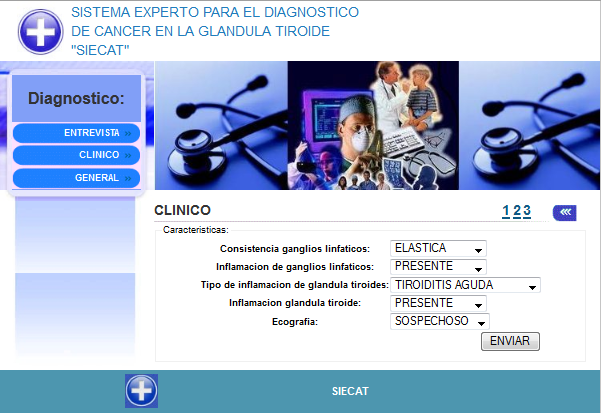 SISTEMA EXPERTO PARA EL DIAGNOSTICO
DE CANCER EN LA GLANDULA TIROIDE
"SIECAT"
Diagnostico:
ENTREVISTA »
CLINICO »
GENERAL »
CLINICO
1 2 3
Caracteristicas:
Consistencia ganglios linfaticos: ELASTICA
Inflamacion de ganglios linfaticos: PRESENTE
Tipo de inflamacion de glandula tiroides: TIROIDITIS AGUDA
Inflamacion glandula tiroide: PRESENTE
Ecografia: SOSPECHOSO
ENVIAR
SIECAT